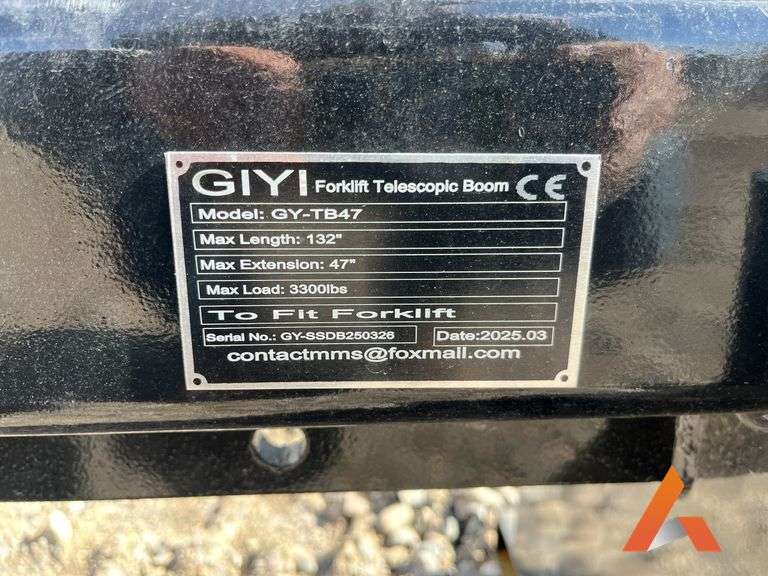 GIYI Forklift Telescopic Boom CE
Model: GY-TB47
Max Length: 132"
Max Extension: 47"
Max Load: 3300lbs
To Fit Forklift
Serial No.: GY-SSDB250326 Date:2025.03
contactmms@foxmail.com